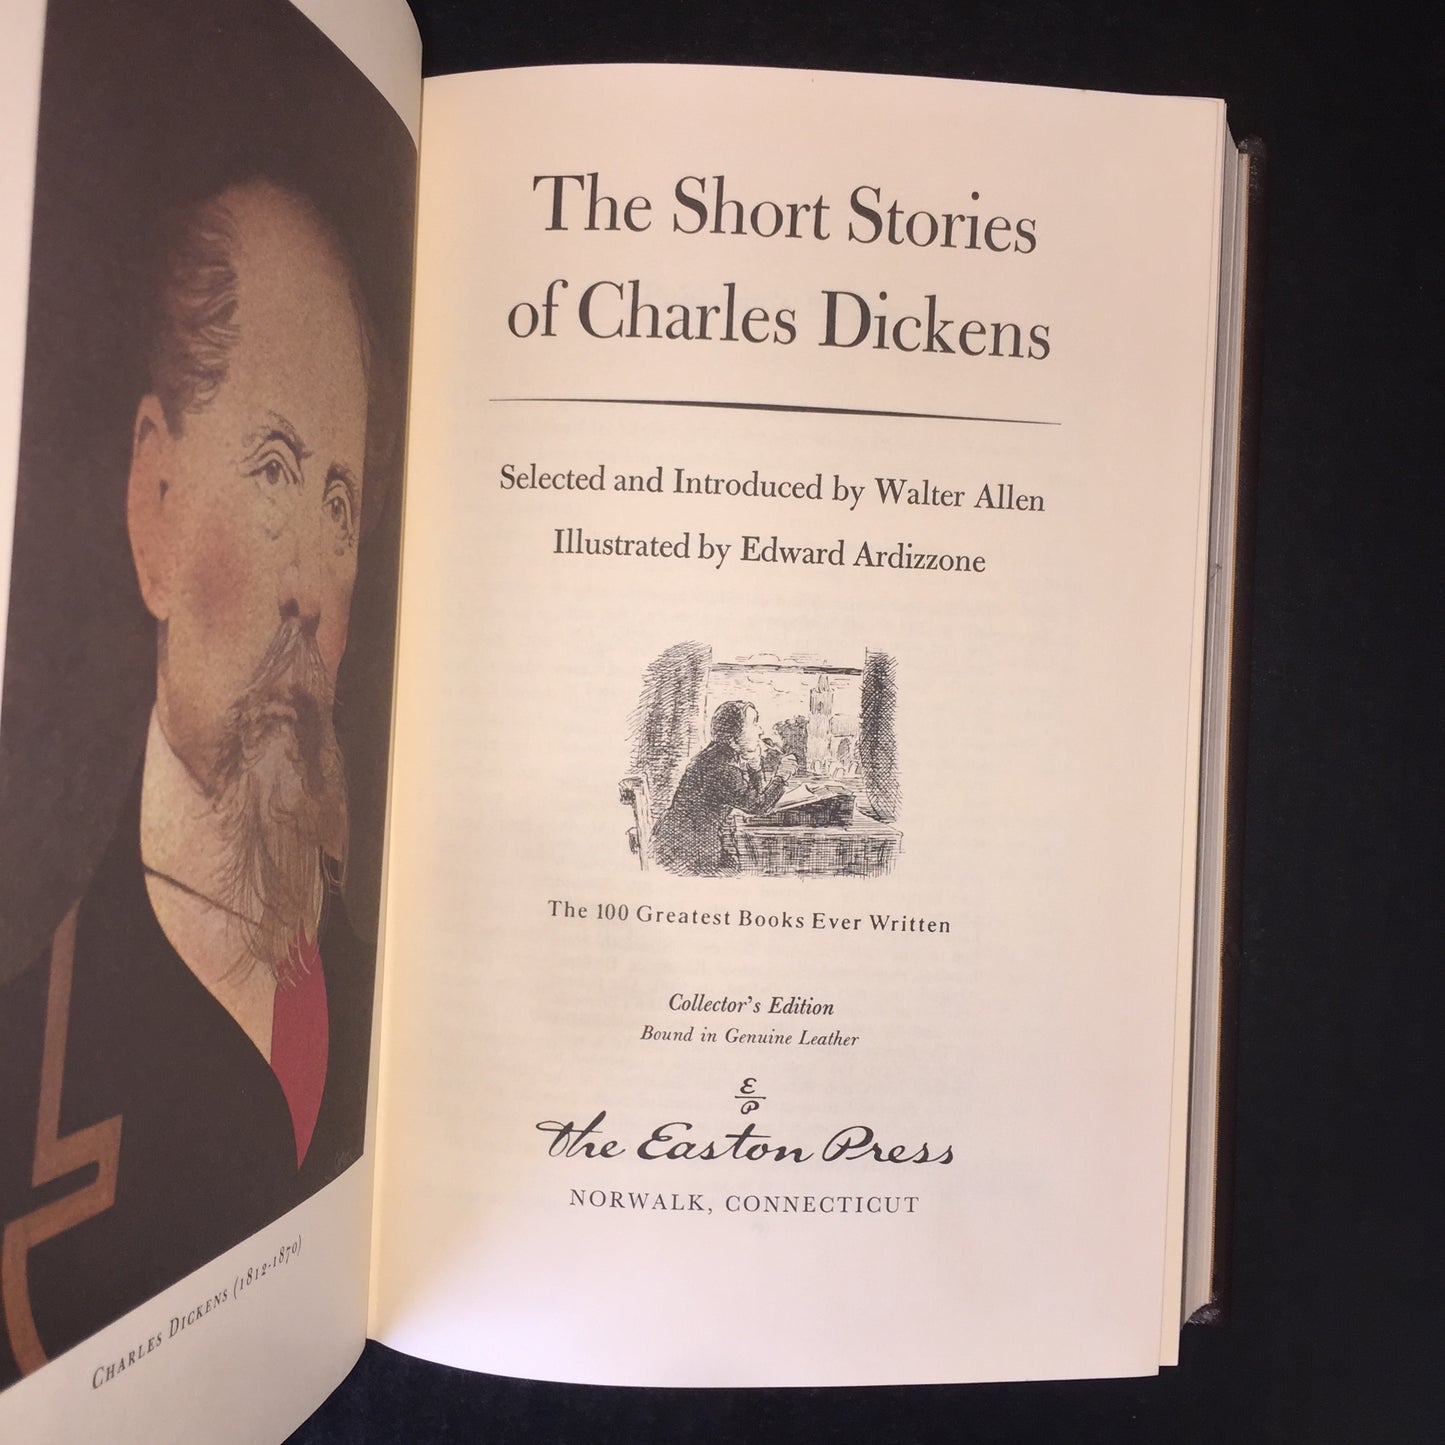 CHARLES DICKENS (1812-1870)
The Short Stories
of Charles Dickens
Selected and Introduced by Walter Allen
Illustrated by Edward Ardizzone
The 100 Greatest Books Ever Written
Collector's Edition
Bound in Genuine Leather
E
P
The Easton Press
NORWALK, CONNECTICUT